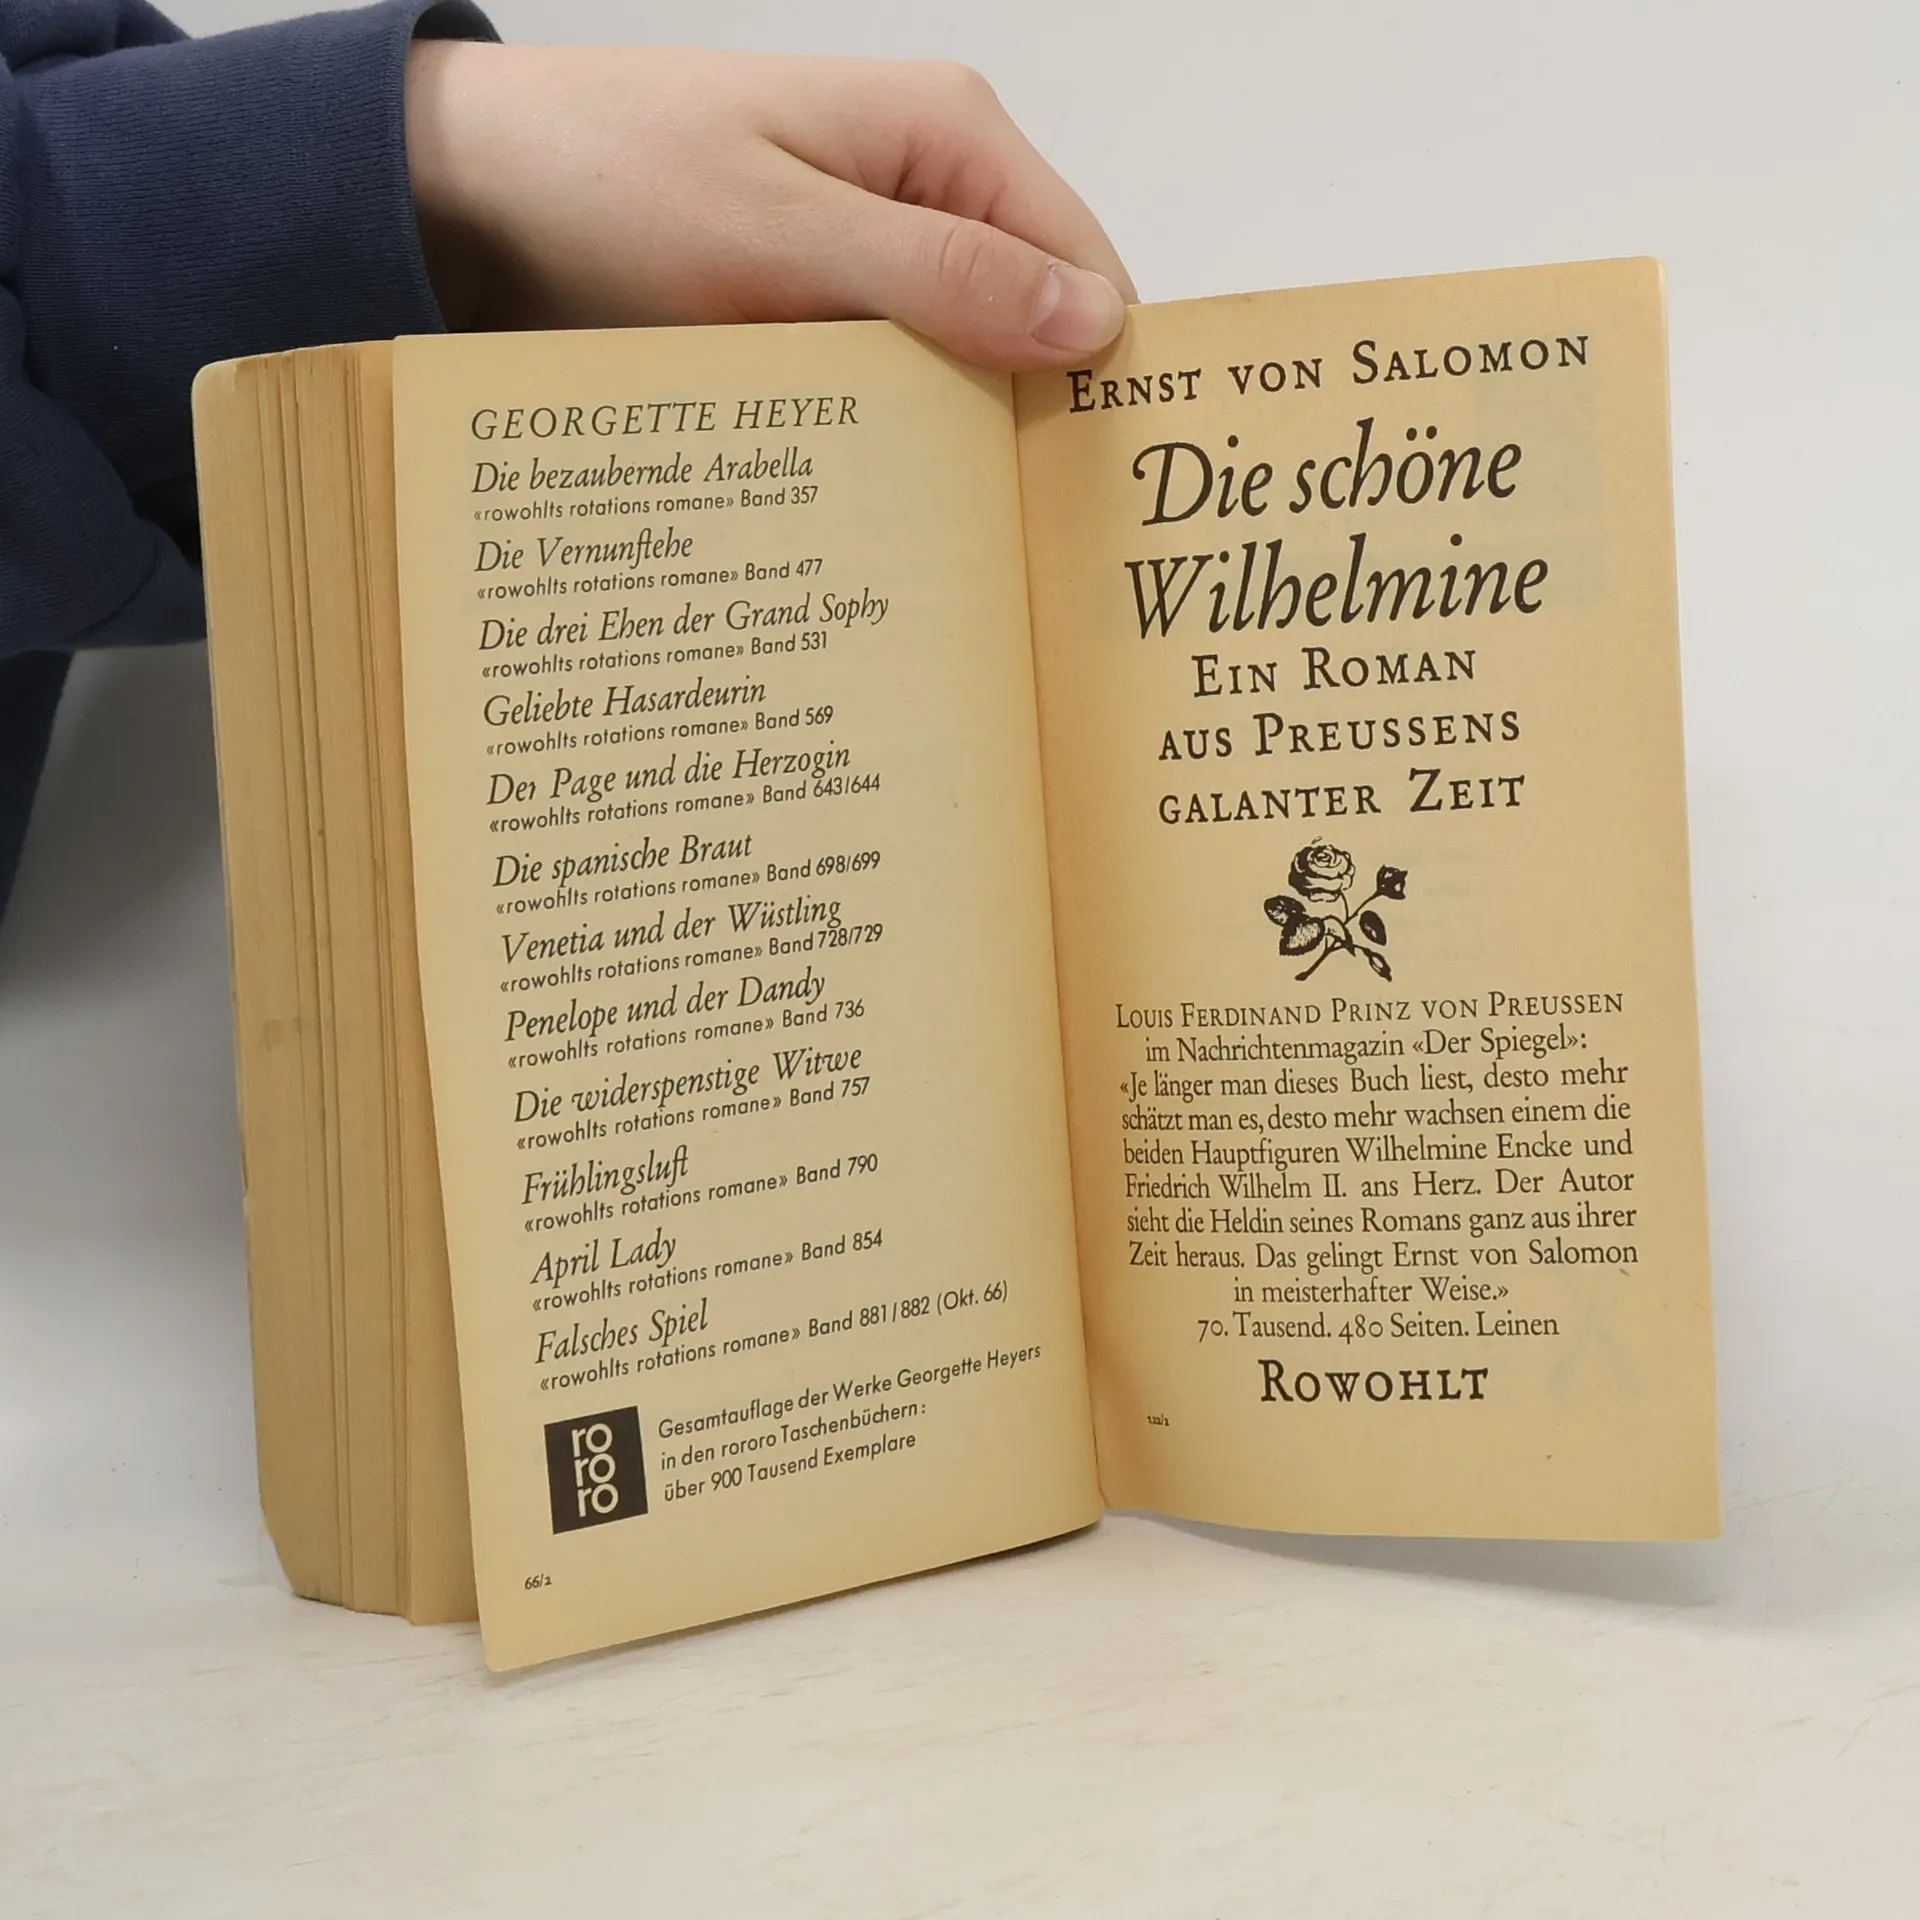 GEORGETTE HEYER
Die bezaubernde Arabella
«rowohlts rotations romane» Band 357
Die Vernunftehe
«rowohlts rotations romane» Band 477
Die drei Ehen der Grand Sophy
«rowohlts rotations romane» Band 531
Geliebte Hasardeurin
«rowohlts rotations romane» Band 569
Der Page und die Herzogin
«rowohlts rotations romane» Band 643/644
Die spanische Braut
«rowohlts rotations romane» Band 698/699
Venetia und der Wüstling
«rowohlts rotations romane» Band 728/729
Penelope und der Dandy
«rowohlts rotations romane» Band 736
Die widerspenstige Witwe
«rowohlts rotations romane» Band 757
Frühlingsluft
«rowohlts rotations romane» Band 790
April Lady
«rowohlts rotations romane» Band 854
Falsches Spiel
«rowohlts rotations romane» Band 881/882 (Okt. 66)
ro
ro
ro
Gesamtauflage der Werke Georgette Heyers
in den rororo Taschenbüchern:
über 900 Tausend Exemplare
66/2
ERNST VON SALOMON
Die schöne
Wilhelmine
EIN ROMAN
AUS PREUSSENS
GALANTER ZEIT
LOUIS FERDINAND PRINZ VON PREUSSEN
im Nachrichtenmagazin «Der Spiegel»:
«Je länger man dieses Buch liest, desto mehr
schätzt man es, desto mehr wachsen einem die
beiden Hauptfiguren Wilhelmine Encke und
Friedrich Wilhelm II. ans Herz. Der Autor
sieht die Heldin seines Romans ganz aus ihrer
Zeit heraus. Das gelingt Ernst von Salomon
in meisterhafter Weise.»
70. Tausend. 480 Seiten. Leinen
ROWOHLT